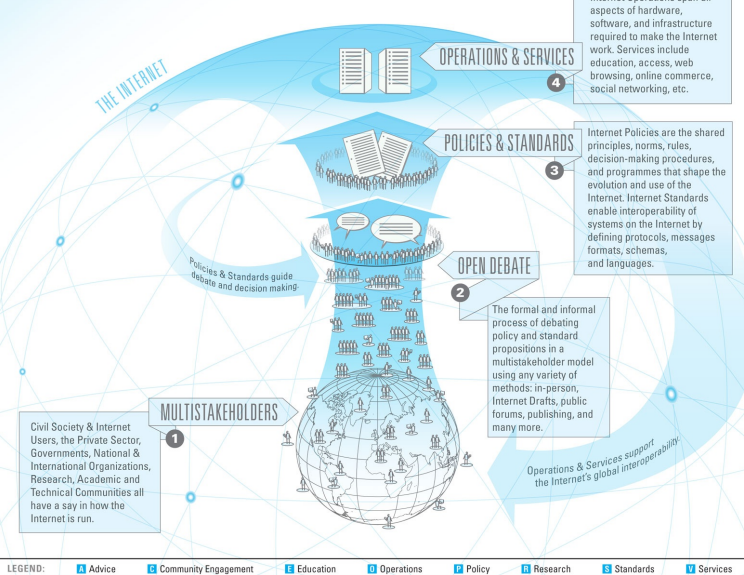 aspects of hardware,
software, and infrastructure
required to make the Internet
work. Services include
education, access, web
browsing, online commerce,
social networking, etc.
OPERATIONS & SERVICES
4
THE INTERNET
POLICIES & STANDARDS
3
Internet Policies are the shared
principles, norms, rules,
decision-making procedures,
and programmes that shape the
evolution and use of the
Internet. Internet Standards
enable interoperability of
systems on the Internet by
defining protocols, messages
formats, schemas,
and languages.
Policies & Standards guide
debate and decision making.
OPEN DEBATE
2
The formal and informal
process of debating
policy and standard
propositions in a
multistakeholder model
using any variety of
methods: in-person,
Internet Drafts, public
forums, publishing, and
many more.
MULTISTAKEHOLDERS
1
Civil Society & Internet
Users, the Private Sector,
Governments, National &
International Organizations,
Research, Academic and
Technical Communities all
have a say in how the
Internet is run.
Operations & Services support
the Internet's global interoperability.
LEGEND: A Advice C Community Engagement E Education O Operations P Policy R Research S Standards V Services